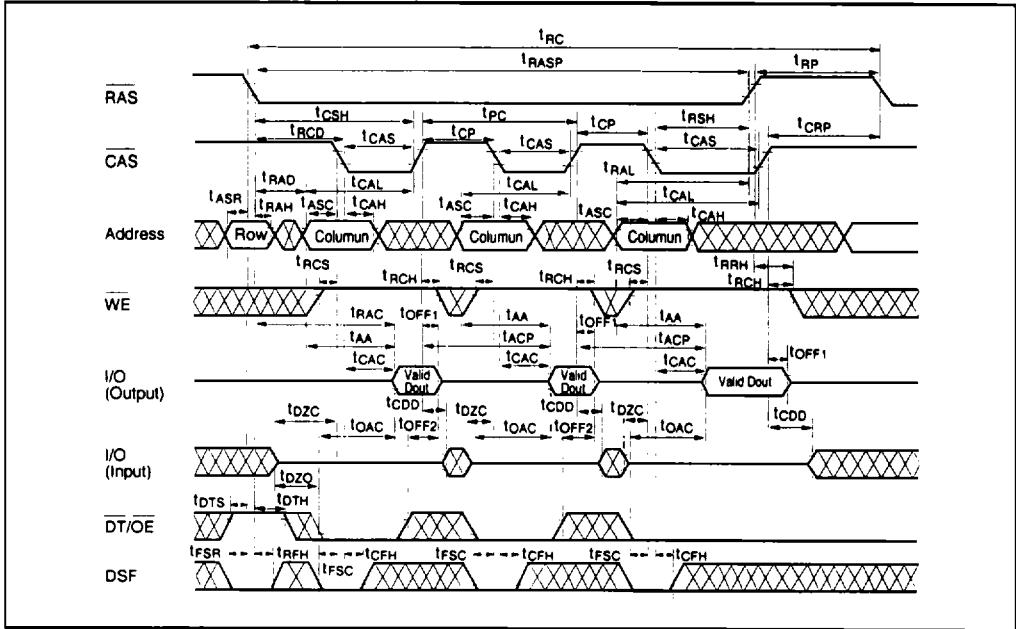 tRC
tRASP tRP
RAS
tCSH tPC tRSH
tRCD tCAS tCP tCAS tCP tCAS tCRP
CAS
tRAL
tRAD tCAL tCAL tCAL
tASR tRAH tASC tCAH tASC tCAH tASC tCAH
Address Row Columun Columun Columun
tRCS tRCH tRCS tRCH tRCS tRRH
tRCH
WE
tRAC tOFF1 tAA tOFF1 tAA
tAA tACP tACP
tCAC tCAC tCAC tOFF1
I/O
(Output)
Valid
Dout
Valid
Dout
Valid Dout
tCDD tDZC tCDD tDZC tCDD
tDZC tOAC tOFF2 tOAC tOFF2 tOAC
I/O
(Input)
tDZO
tDTS tDTH
DT/OE
tFSR tRFH tFSC tCFH tFSC tCFH tFSC tCFH
DSF